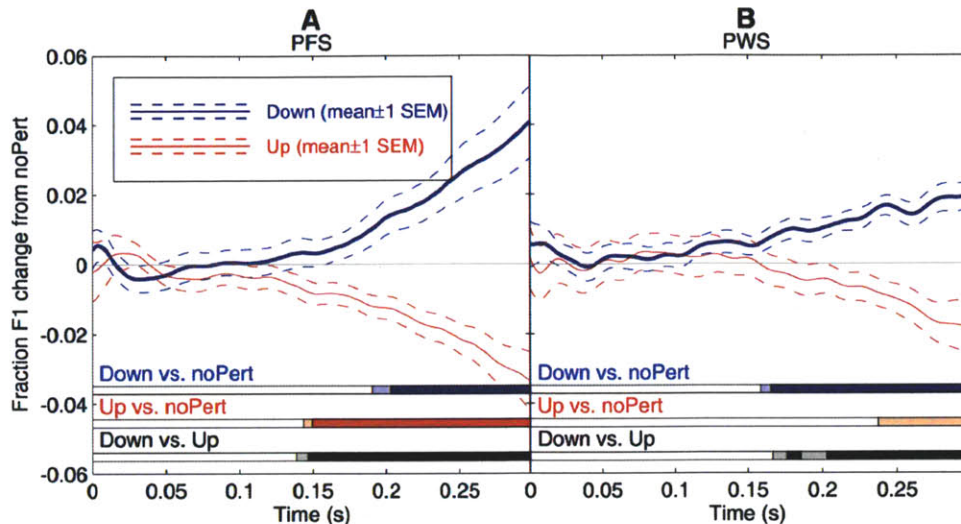 A
PFS
B
PWS
Fraction F1 change from noPert
0.06
0.04
0.02
0
-0.02
-0.04
-0.06
Down (mean±1 SEM)
Up (mean±1 SEM)
Down vs. noPert
Up vs. noPert
Down vs. Up
Down vs. noPert
Up vs. noPert
Down vs. Up
0 0.05 0.1 0.15 0.2 0.25 0 0.05 0.1 0.15 0.2 0.25
Time (s) Time (s)